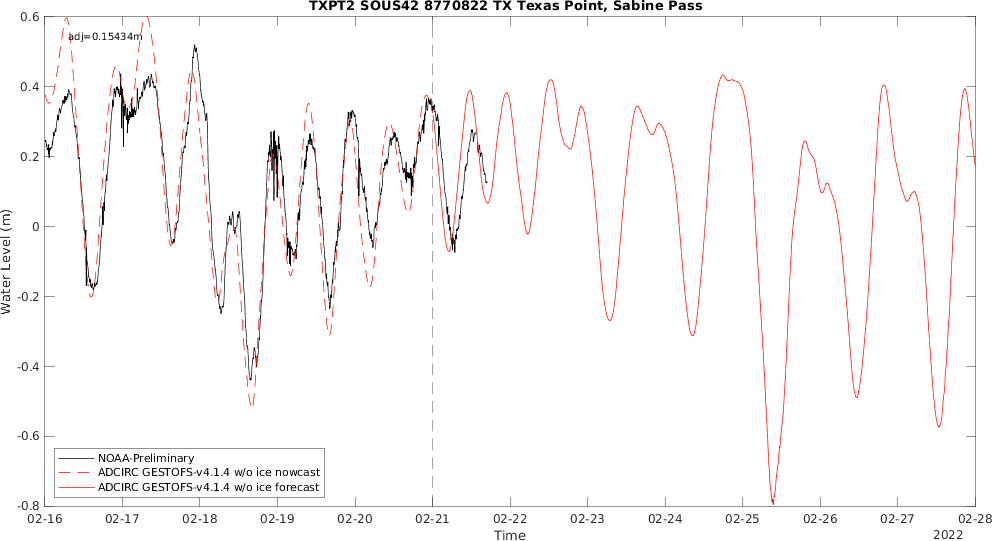 TXPT2 SOUS42 8770822 TX Texas Point, Sabine Pass
adj=0.15434m
0.6
0.4
0.2
0
-0.2
-0.4
-0.6
-0.8
Water Level (m)
NOAA-Preliminary
ADCIRC GESTOFS-v4.1.4 w/o ice nowcast
ADCIRC GESTOFS-v4.1.4 w/o ice forecast
02-16 02-17 02-18 02-19 02-20 02-21 02-22 02-23 02-24 02-25 02-26 02-27 02-28
Time
2022